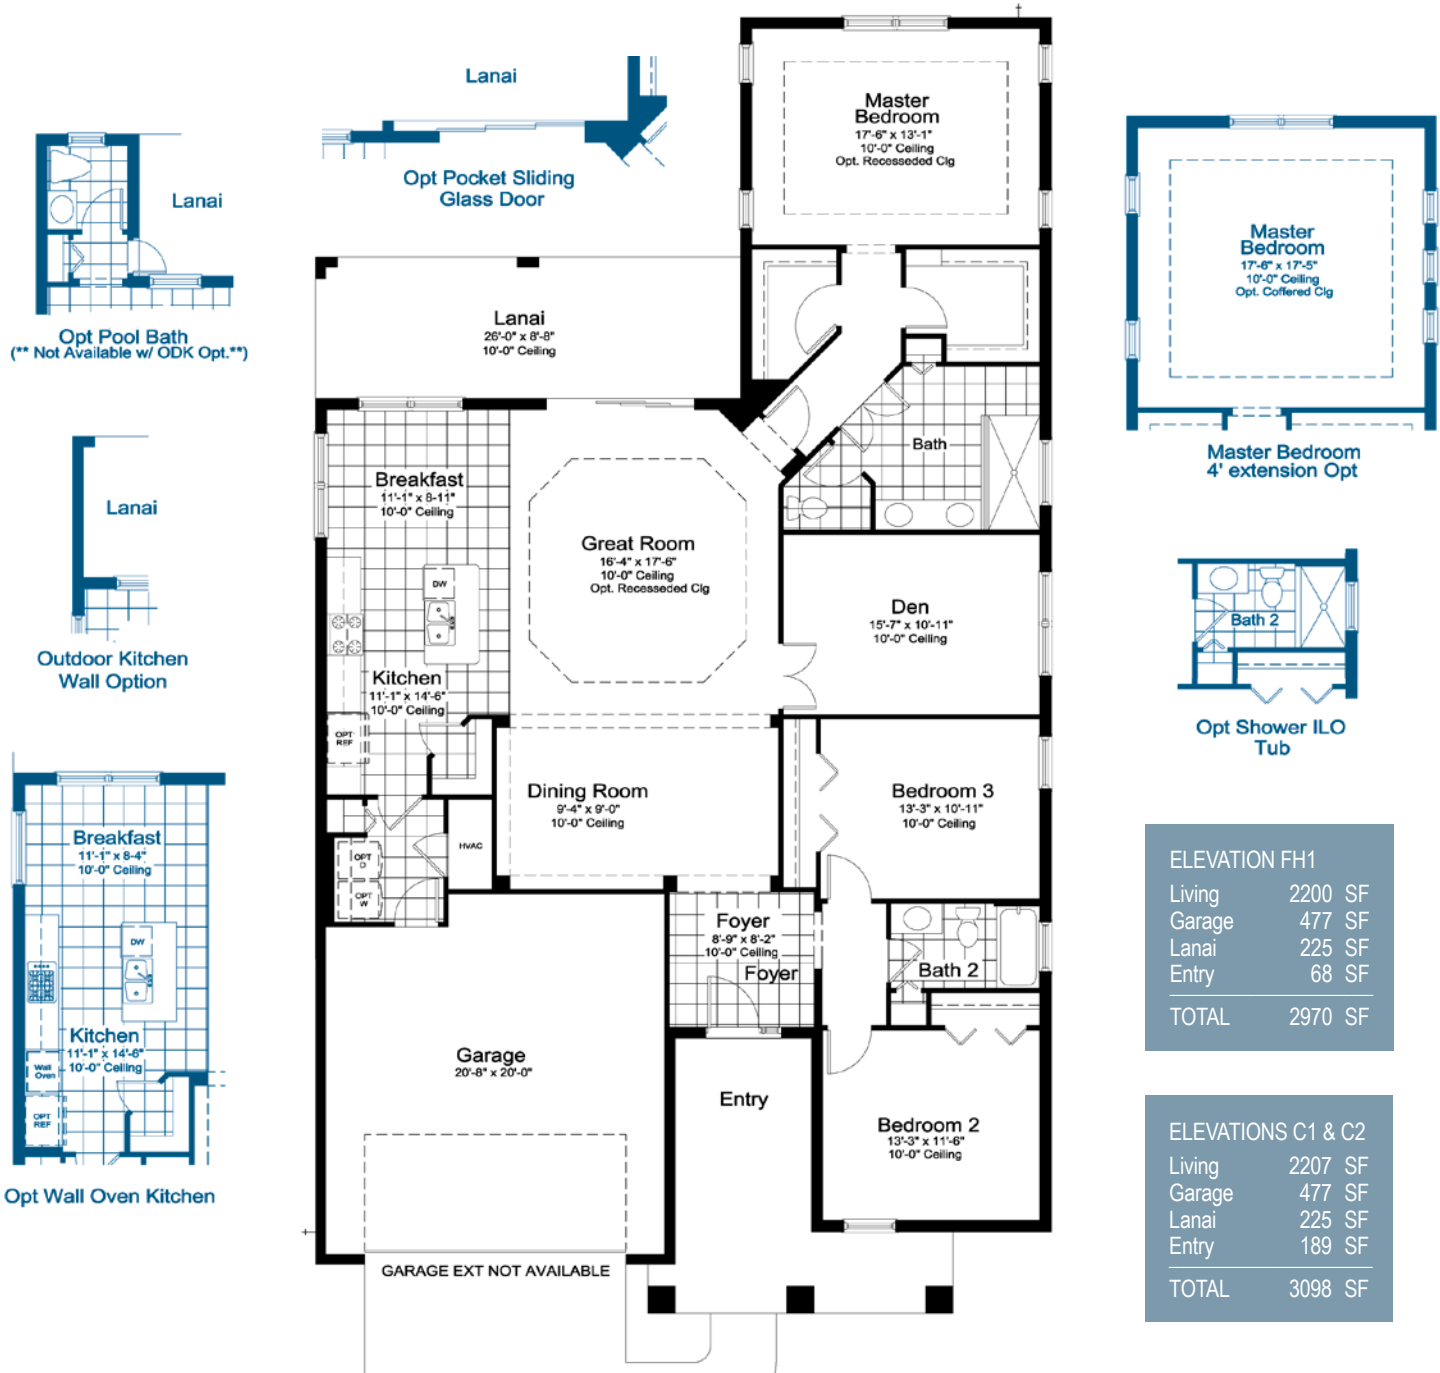 Lanai
Opt Pocket Sliding
Glass Door
Lanai
Opt Pool Bath
(** Not Available w/ ODK Opt.**)
Lanai
Outdoor Kitchen
Wall Option
Breakfast
11'-1" x 8-4"
10'-0" Ceiling
DW
Kitchen
11'-1" x 14'-6"
10'-0" Ceiling
Wall
Oven
OPT
REF
Opt Wall Oven Kitchen
Master
Bedroom
17'-6" x 13'-1"
10'-0" Ceiling
Opt. Recesseded Clg
Lanai
26'-0" x 8'-8"
10'-0" Ceiling
Bath
Breakfast
11'-1" x 8-11"
10'-0" Ceiling
Great Room
16'-4" x 17'-6"
10'-0" Ceiling
Opt. Recesseded Clg
DW
Den
15'-7" x 10'-11"
10'-0" Ceiling
Kitchen
11'-1" x 14'-6"
10'-0" Ceiling
OPT
REF
Dining Room
9'-4" x 9'-0"
10'-0" Ceiling
Bedroom 3
13'-3" x 10'-11"
10'-0" Ceiling
HVAC
OPT
D
OPT
W
Foyer
8'-9" x 8'-2"
10'-0" Ceiling
Foyer
Bath 2
Garage
20'-8" x 20'-0"
Entry
Bedroom 2
13'-3" x 11'-6"
10'-0" Ceiling
GARAGE EXT NOT AVAILABLE
Master
Bedroom
17'-6" x 17'-5"
10'-0" Ceiling
Opt. Coffered Clg
Master Bedroom
4' extension Opt
Bath 2
Opt Shower ILO
Tub
ELEVATION FH1
Living 2200 SF
Garage 477 SF
Lanai 225 SF
Entry 68 SF
TOTAL 2970 SF
ELEVATIONS C1 & C2
Living 2207 SF
Garage 477 SF
Lanai 225 SF
Entry 189 SF
TOTAL 3098 SF